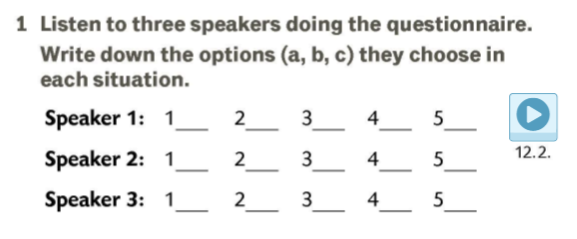 1 Listen to three speakers doing the questionnaire.
Write down the options (a, b, c) they choose in
each situation.
Speaker 1: 1___ 2___ 3___ 4___ 5___
Speaker 2: 1___ 2___ 3___ 4___ 5___
12.2.
Speaker 3: 1___ 2___ 3___ 4___ 5___